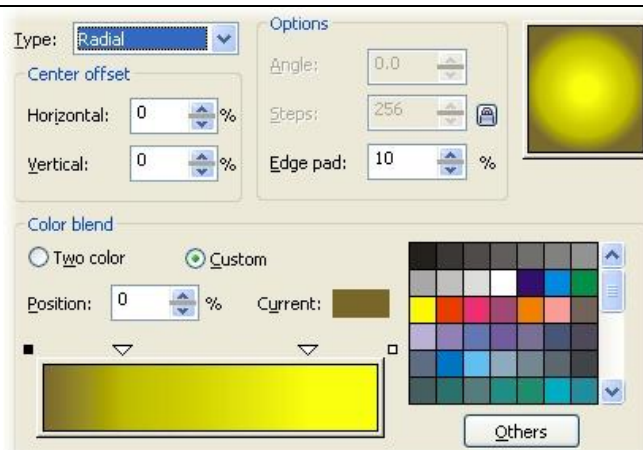 Type: Radial
Options
Center offset
Angle: 0.0
Horizontal: 0 %
Steps: 256
Vertical: 0 %
Edge pad: 10 %
Color blend
Two color Custom
Position: 0 % Current:
Others